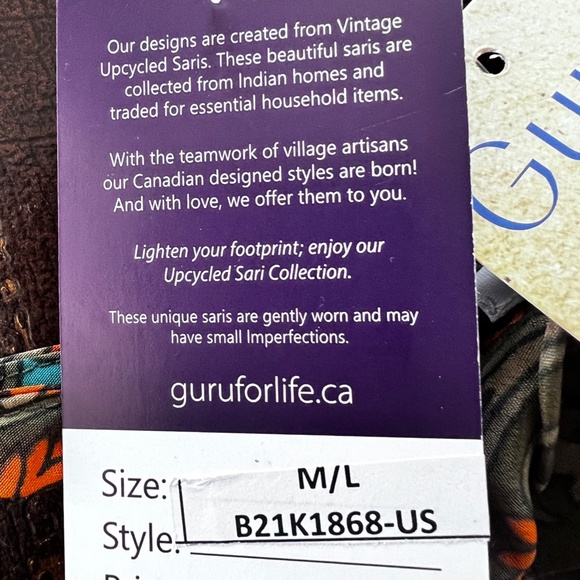 Our designs are created from Vintage
Upcycled Saris. These beautiful saris are
collected from Indian homes and
traded for essential household items.
With the teamwork of village artisans
our Canadian designed styles are born!
And with love, we offer them to you.
Lighten your footprint; enjoy our
Upcycled Sari Collection.
These unique saris are gently worn and may
have small Imperfections.
guruforlife.ca
Size: M/L
Style: B21K1868-US